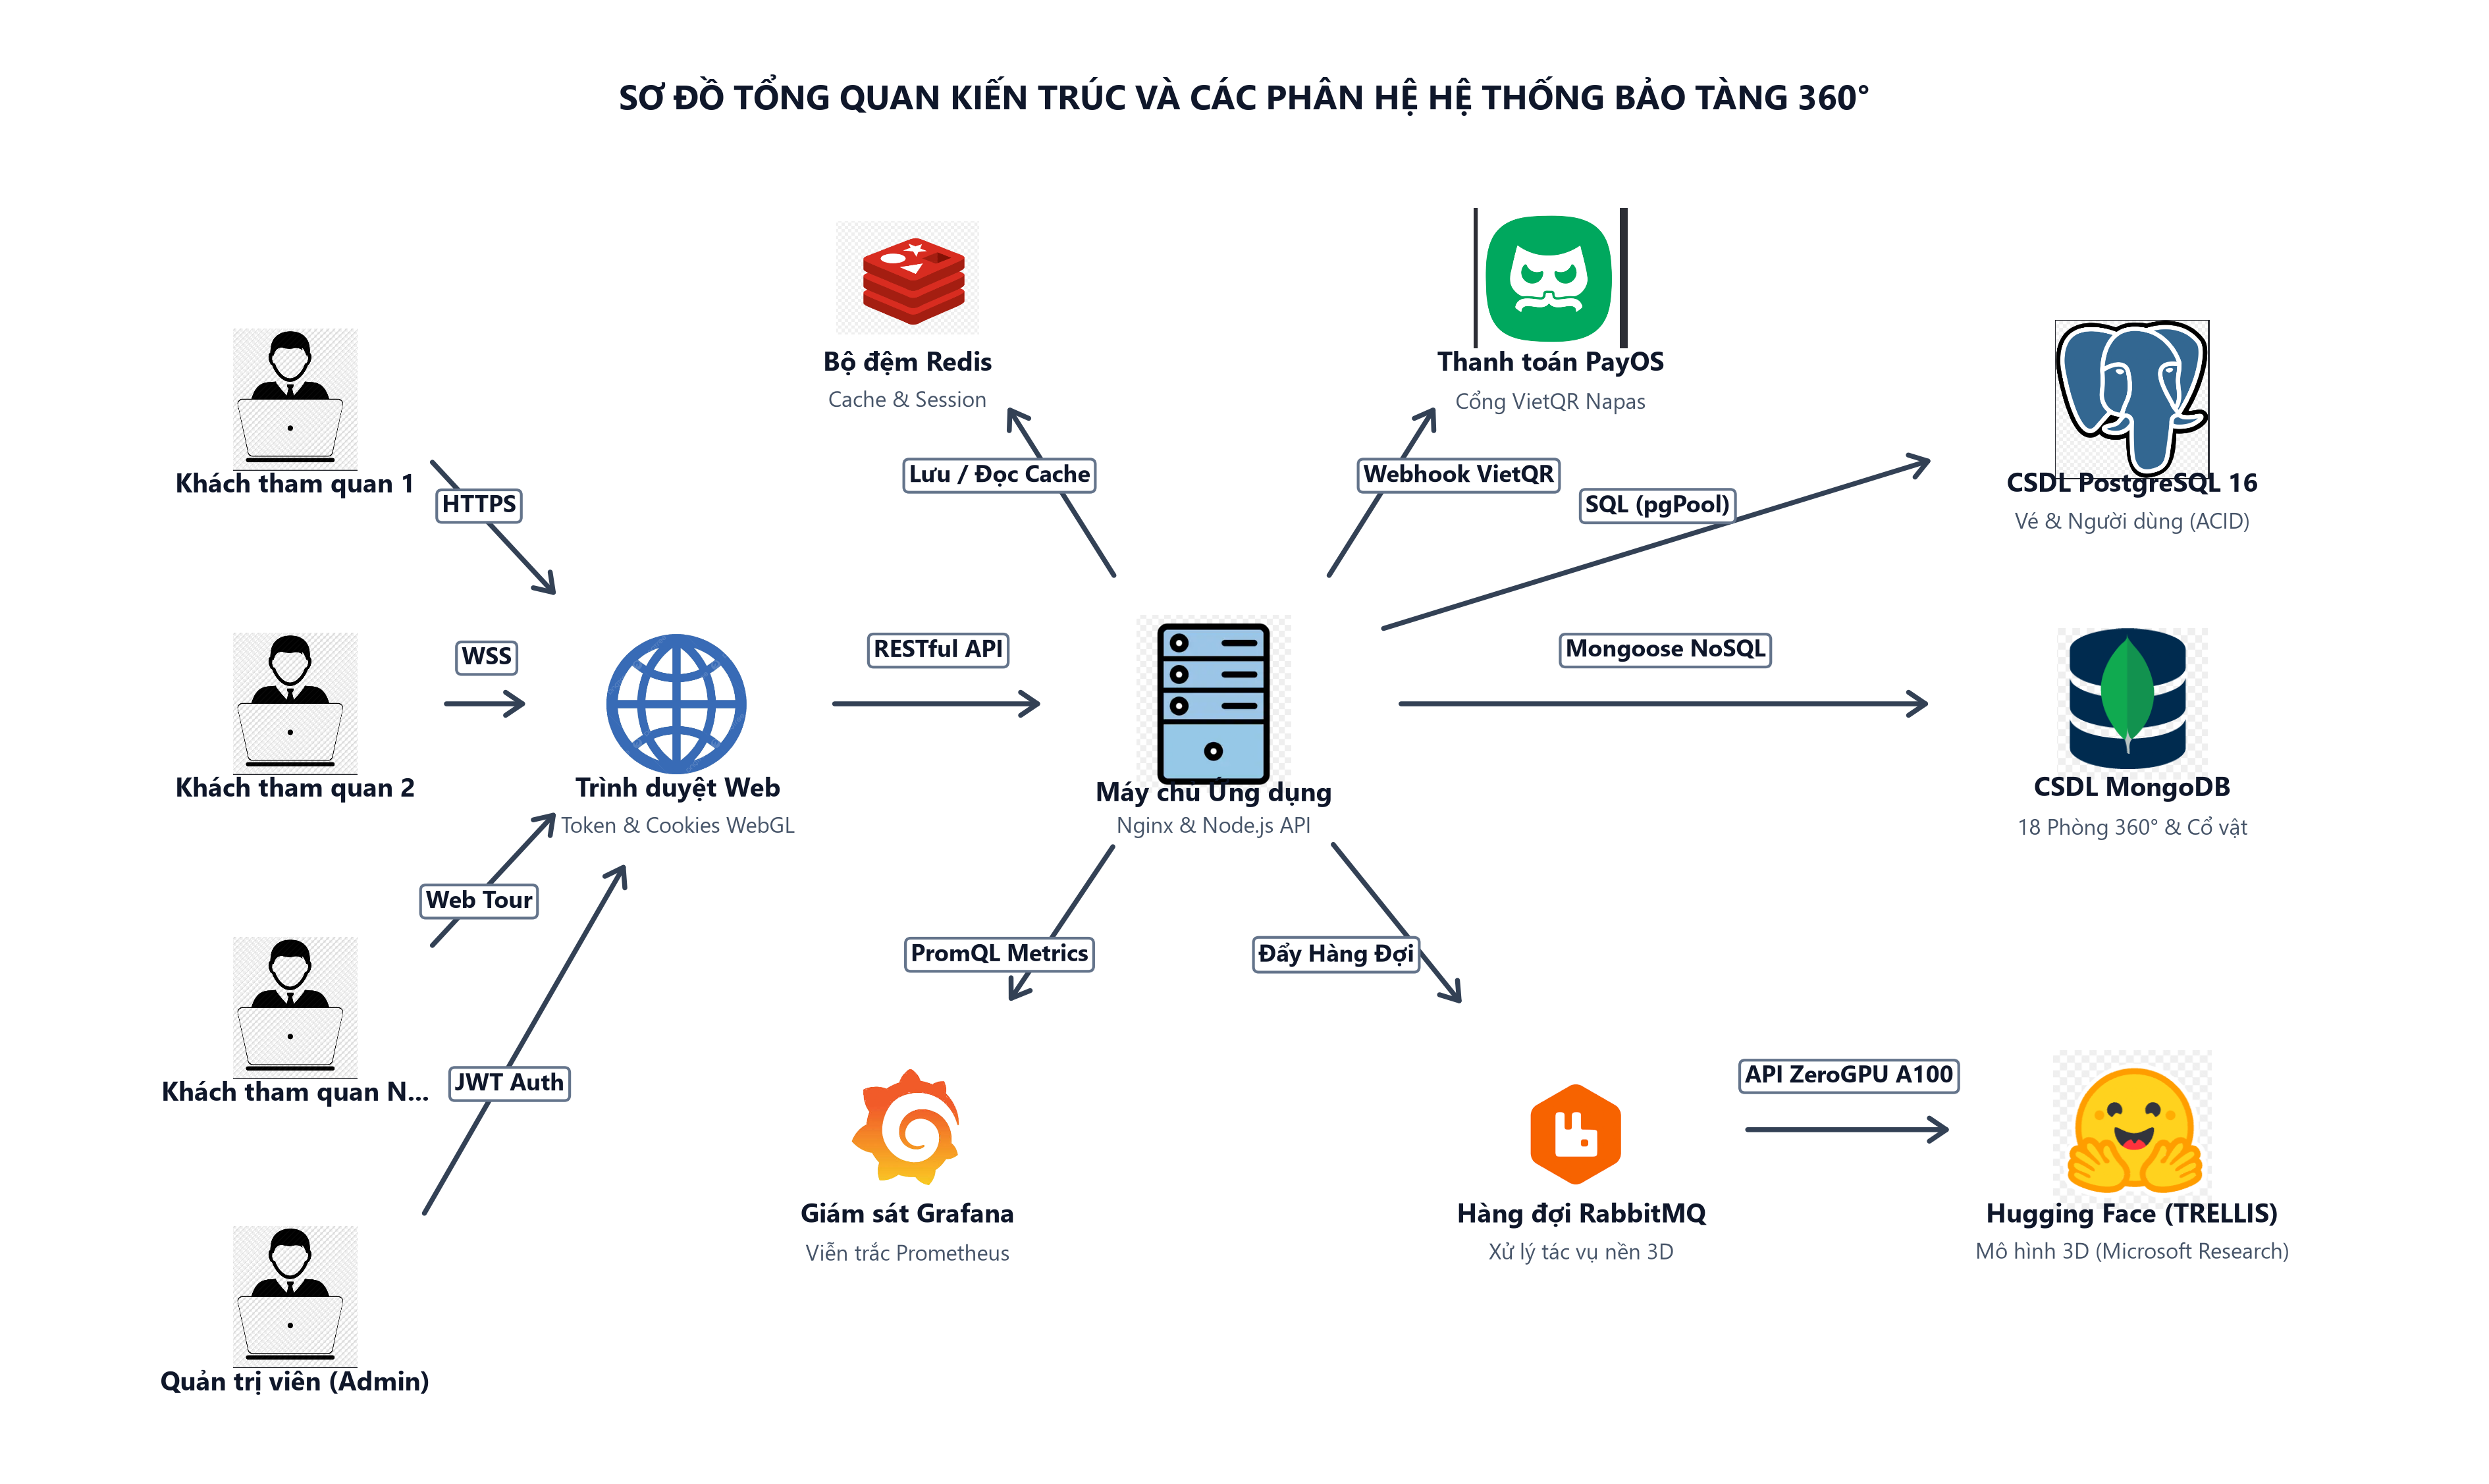 SƠ ĐỒ TỔNG QUAN KIẾN TRÚC VÀ CÁC PHÂN HỆ HỆ THỐNG BẢO TÀNG 360°
Bộ đệm Redis
Cache & Session
Thanh toán PayOS
Cổng VietQR Napas
Khách tham quan 1
HTTPS
Lưu / Đọc Cache
Webhook VietQR
SQL (pgPool)
CSDL PostgreSQL 16
Vé & Người dùng (ACID)
Khách tham quan 2
WSS
RESTful API
Mongoose NoSQL
Trình duyệt Web
Token & Cookies WebGL
Máy chủ Ứng dụng
Nginx & Node.js API
CSDL MongoDB
18 Phòng 360° & Cổ vật
Web Tour
PromQL Metrics
Đẩy Hàng Đợi
Khách tham quan N...
JWT Auth
API ZeroGPU A100
Giám sát Grafana
Viễn trắc Prometheus
Hàng đợi RabbitMQ
Xử lý tác vụ nền 3D
Hugging Face (TRELLIS)
Mô hình 3D (Microsoft Research)
Quản trị viên (Admin)